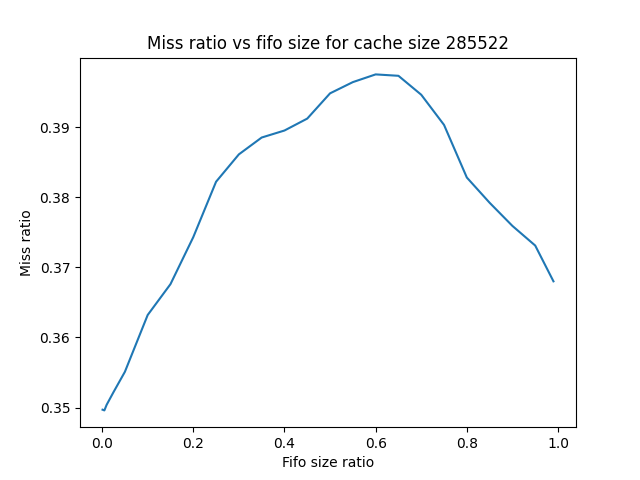 Miss ratio vs fifo size for cache size 285522
Miss ratio
0.39
0.38
0.37
0.36
0.35
0.0 0.2 0.4 0.6 0.8 1.0
Fifo size ratio